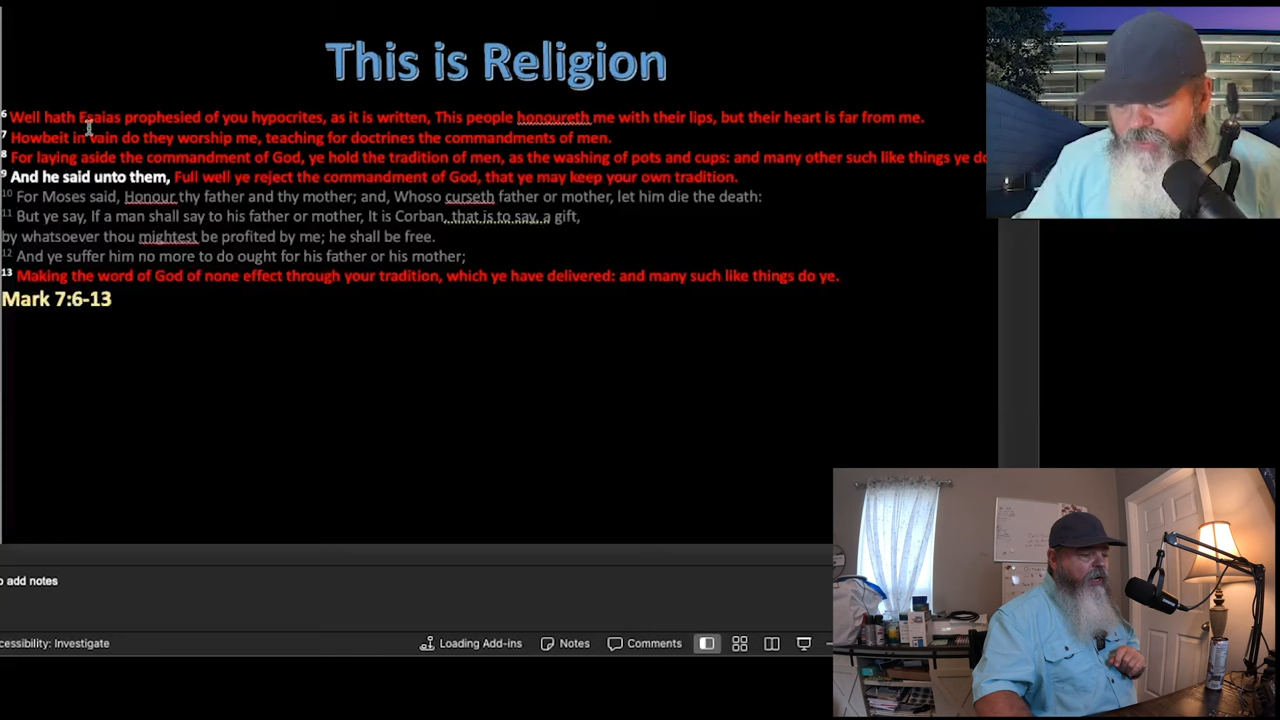 This is Religion
6 Well hath Esaias prophesied of you hypocrites, as it is written, This people honoureth me with their lips, but their heart is far from me.
7 Howbeit in vain do they worship me, teaching for doctrines the commandments of men.
8 For laying aside the commandment of God, ye hold the tradition of men, as the washing of pots and cups: and many other such like things ye do
9 And he said unto them, Full well ye reject the commandment of God, that ye may keep your own tradition.
10 For Moses said, Honour thy father and thy mother; and, Whoso curseth father or mother, let him die the death:
11 But ye say, If a man shall say to his father or mother, It is Corban, that is to say, a gift,
by whatsoever thou mightest be profited by me; he shall be free.
12 And ye suffer him no more to do ought for his father or his mother;
13 Making the word of God of none effect through your tradition, which ye have delivered: and many such like things do ye.
Mark 7:6-13
o add notes
cessibility: Investigate
Loading Add-ins
Notes
Comments